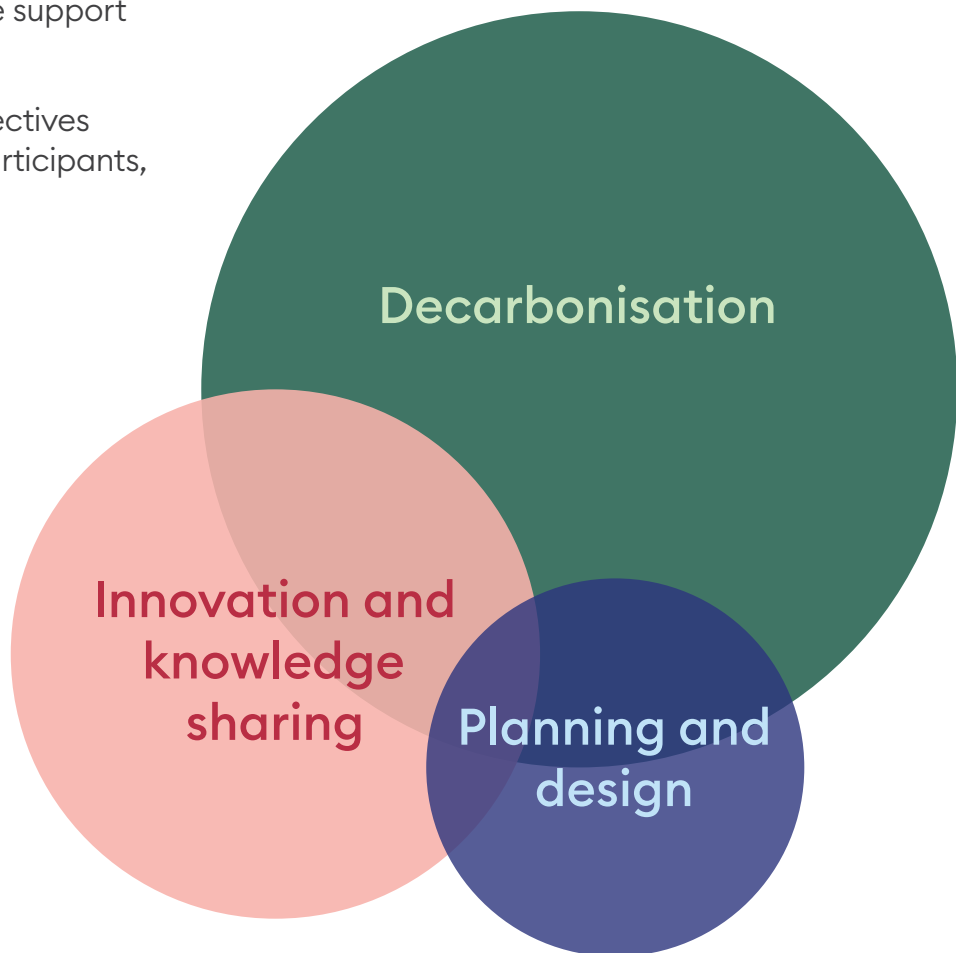 e support
ectives
rticipants,
Decarbonisation
Innovation and
knowledge
sharing
Planning and
design